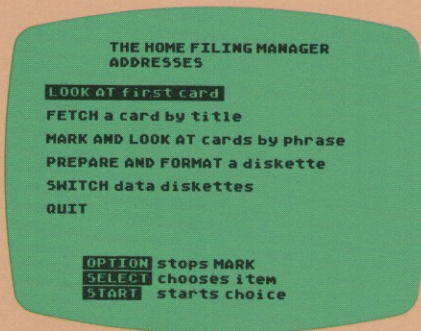 THE HOME FILING MANAGER
ADDRESSES
LOOK AT first card
FETCH a card by title
MARK AND LOOK AT cards by phrase
PREPARE AND FORMAT a diskette
SWITCH data diskettes
QUIT
OPTION stops MARK
SELECT chooses item
START starts choice